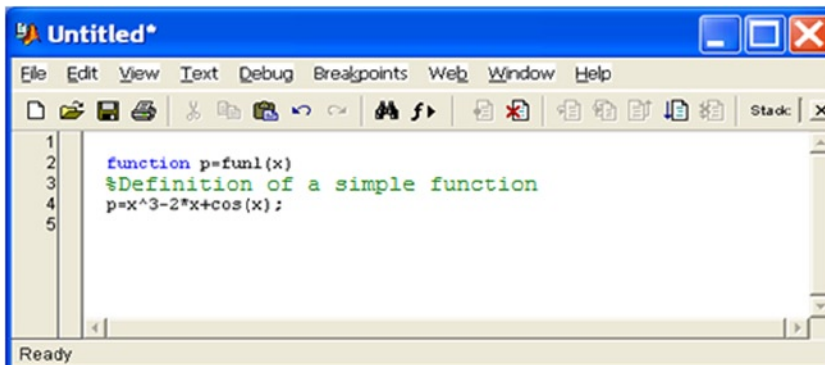 Untitled*
File Edit View Text Debug Breakpoints Web Window Help
Stack:
1
2 function p=funl(x)
3 %Definition of a simple function
4 p=x^3-2*x+cos(x);
5
Ready